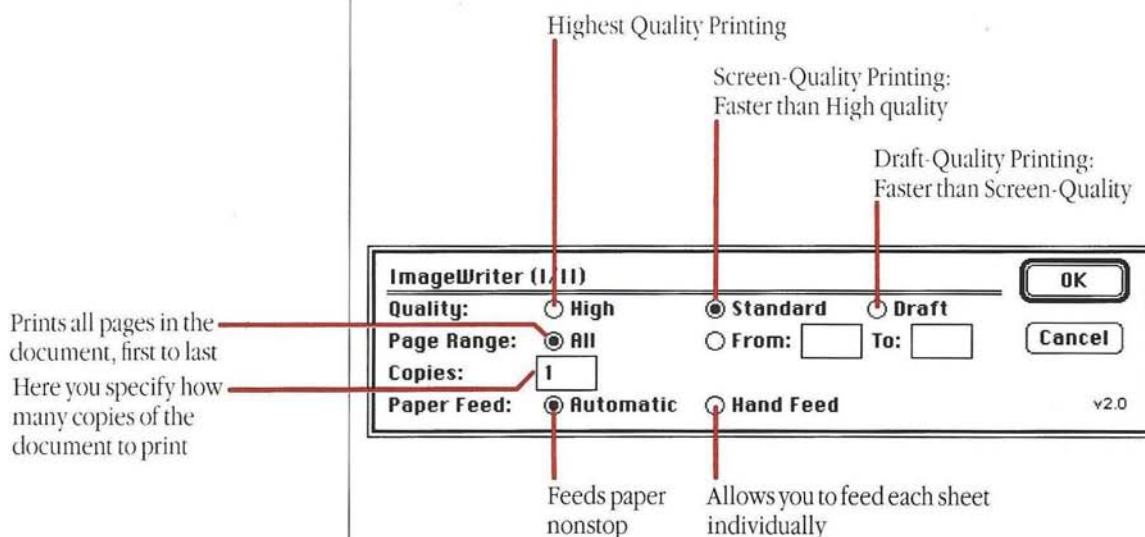 Highest Quality Printing
Screen-Quality Printing:
Faster than High quality
Draft-Quality Printing:
Faster than Screen-Quality
ImageWriter (I/II)
OK
Quality: High Standard Draft
Prints all pages in the
document, first to last
Page Range: All From: To: Cancel
Here you specify how
many copies of the
document to print
Copies: 1
Paper Feed: Automatic Hand Feed v2.0
Feeds paper
nonstop
Allows you to feed each sheet
individually